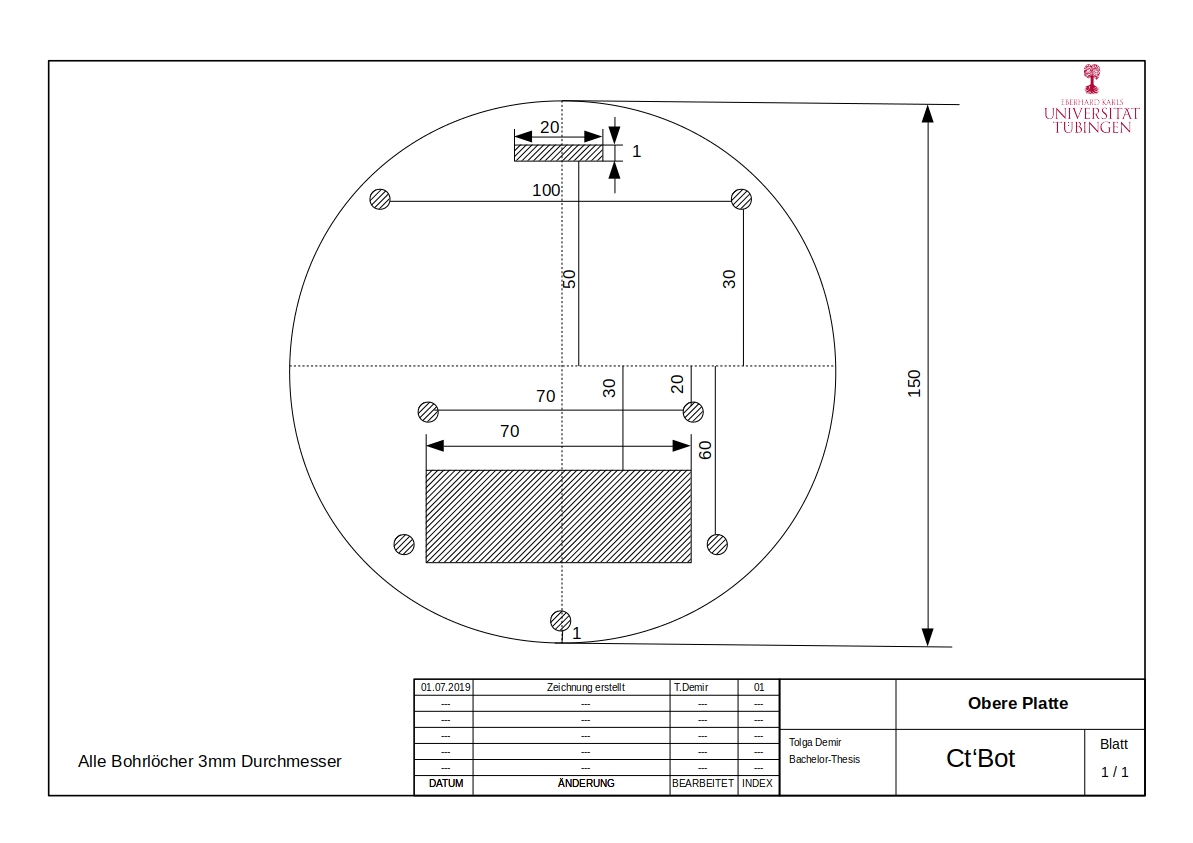 EBERHARD KARLS
UNIVERSITÄT
TÜBINGEN
20
1
100
50
30
150
30
20
70
70
60
1
Alle Bohrlöcher 3mm Durchmesser
01.07.2019 Zeichnung erstellt T.Demir 01
--- --- --- ---
--- --- --- ---
--- --- --- ---
--- --- --- ---
--- --- --- ---
DATUM ÄNDERUNG BEARBEITET INDEX
Obere Platte
Tolga Demir
Bachelor-Thesis
Ct‘Bot
Blatt
1 / 1